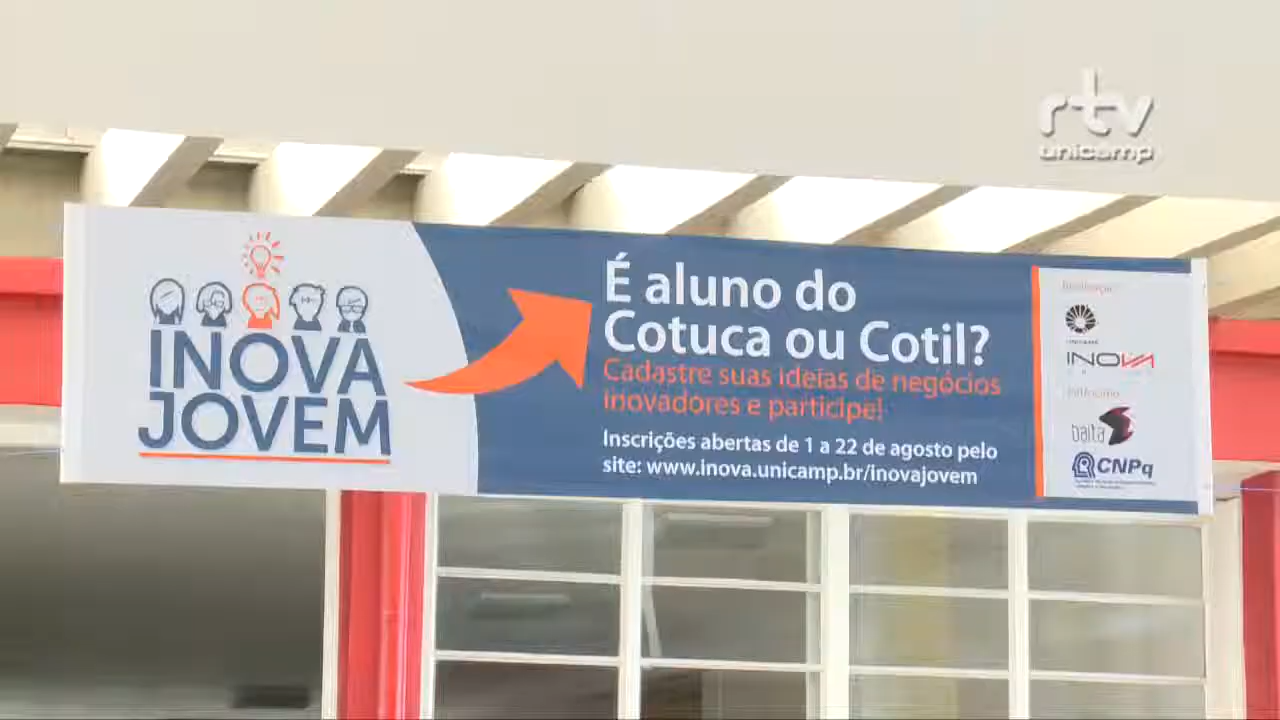 rtv
unicamp
INOVA
JOVEM
É aluno do
Cotuca ou Cotil?
Cadastre suas ideias de negócios
inovadores e participe!
Inscrições abertas de 1 a 22 de agosto pelo
site: www.inova.unicamp.br/inovajovem
INOVA
baita
CNPq